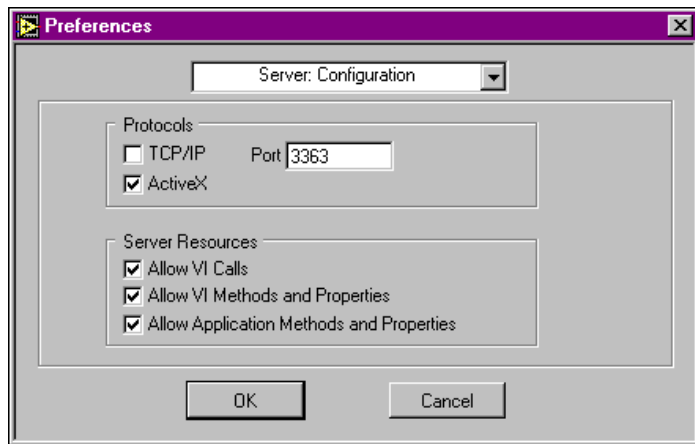 Preferences
Server: Configuration
Protocols
TCP/IP Port 3363
ActiveX
Server Resources
Allow VI Calls
Allow VI Methods and Properties
Allow Application Methods and Properties
OK Cancel